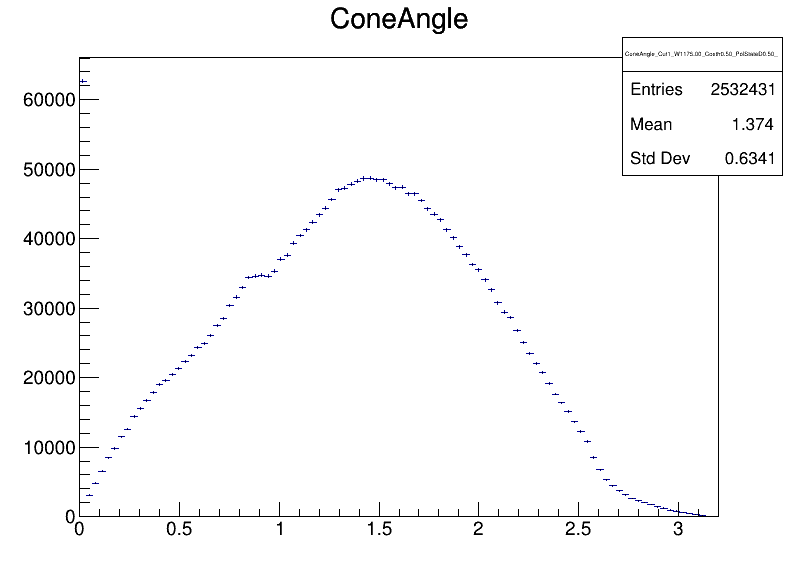 ConeAngle
ConeAngle_Cut1_W1175.00_Costh0.50_PolStateD0.50_
Entries 2532431
Mean 1.374
Std Dev 0.6341
60000
50000
40000
30000
20000
10000
0
0 0.5 1 1.5 2 2.5 3